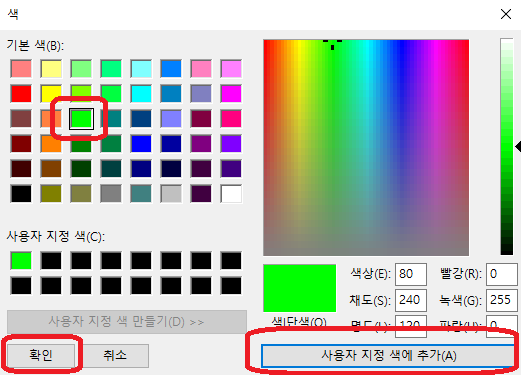 색
기본 색(B):
사용자 지정 색(C):
색상(E): 80 빨강(R): 0
채도(S): 240 녹색(G): 255
색|단색(O) 명도(L): 120 파랑(U): 0
사용자 지정 색 만들기(D) >>
확인 취소 사용자 지정 색에 추가(A)